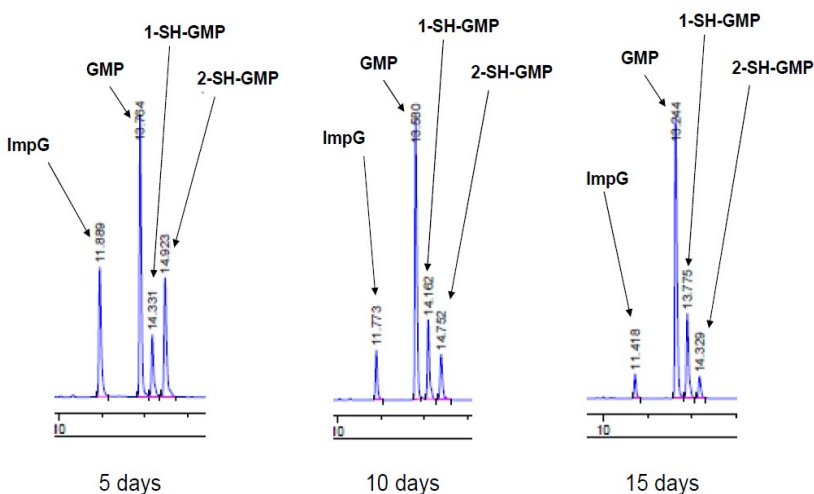 1-SH-GMP
GMP
2-SH-GMP
ImpG
11.889
13.764
14.331
14.923
10
5 days
1-SH-GMP
GMP
2-SH-GMP
ImpG
11.773
13.580
14.162
14.752
10
10 days
1-SH-GMP
GMP
2-SH-GMP
ImpG
11.418
13.244
13.775
14.329
10
15 days